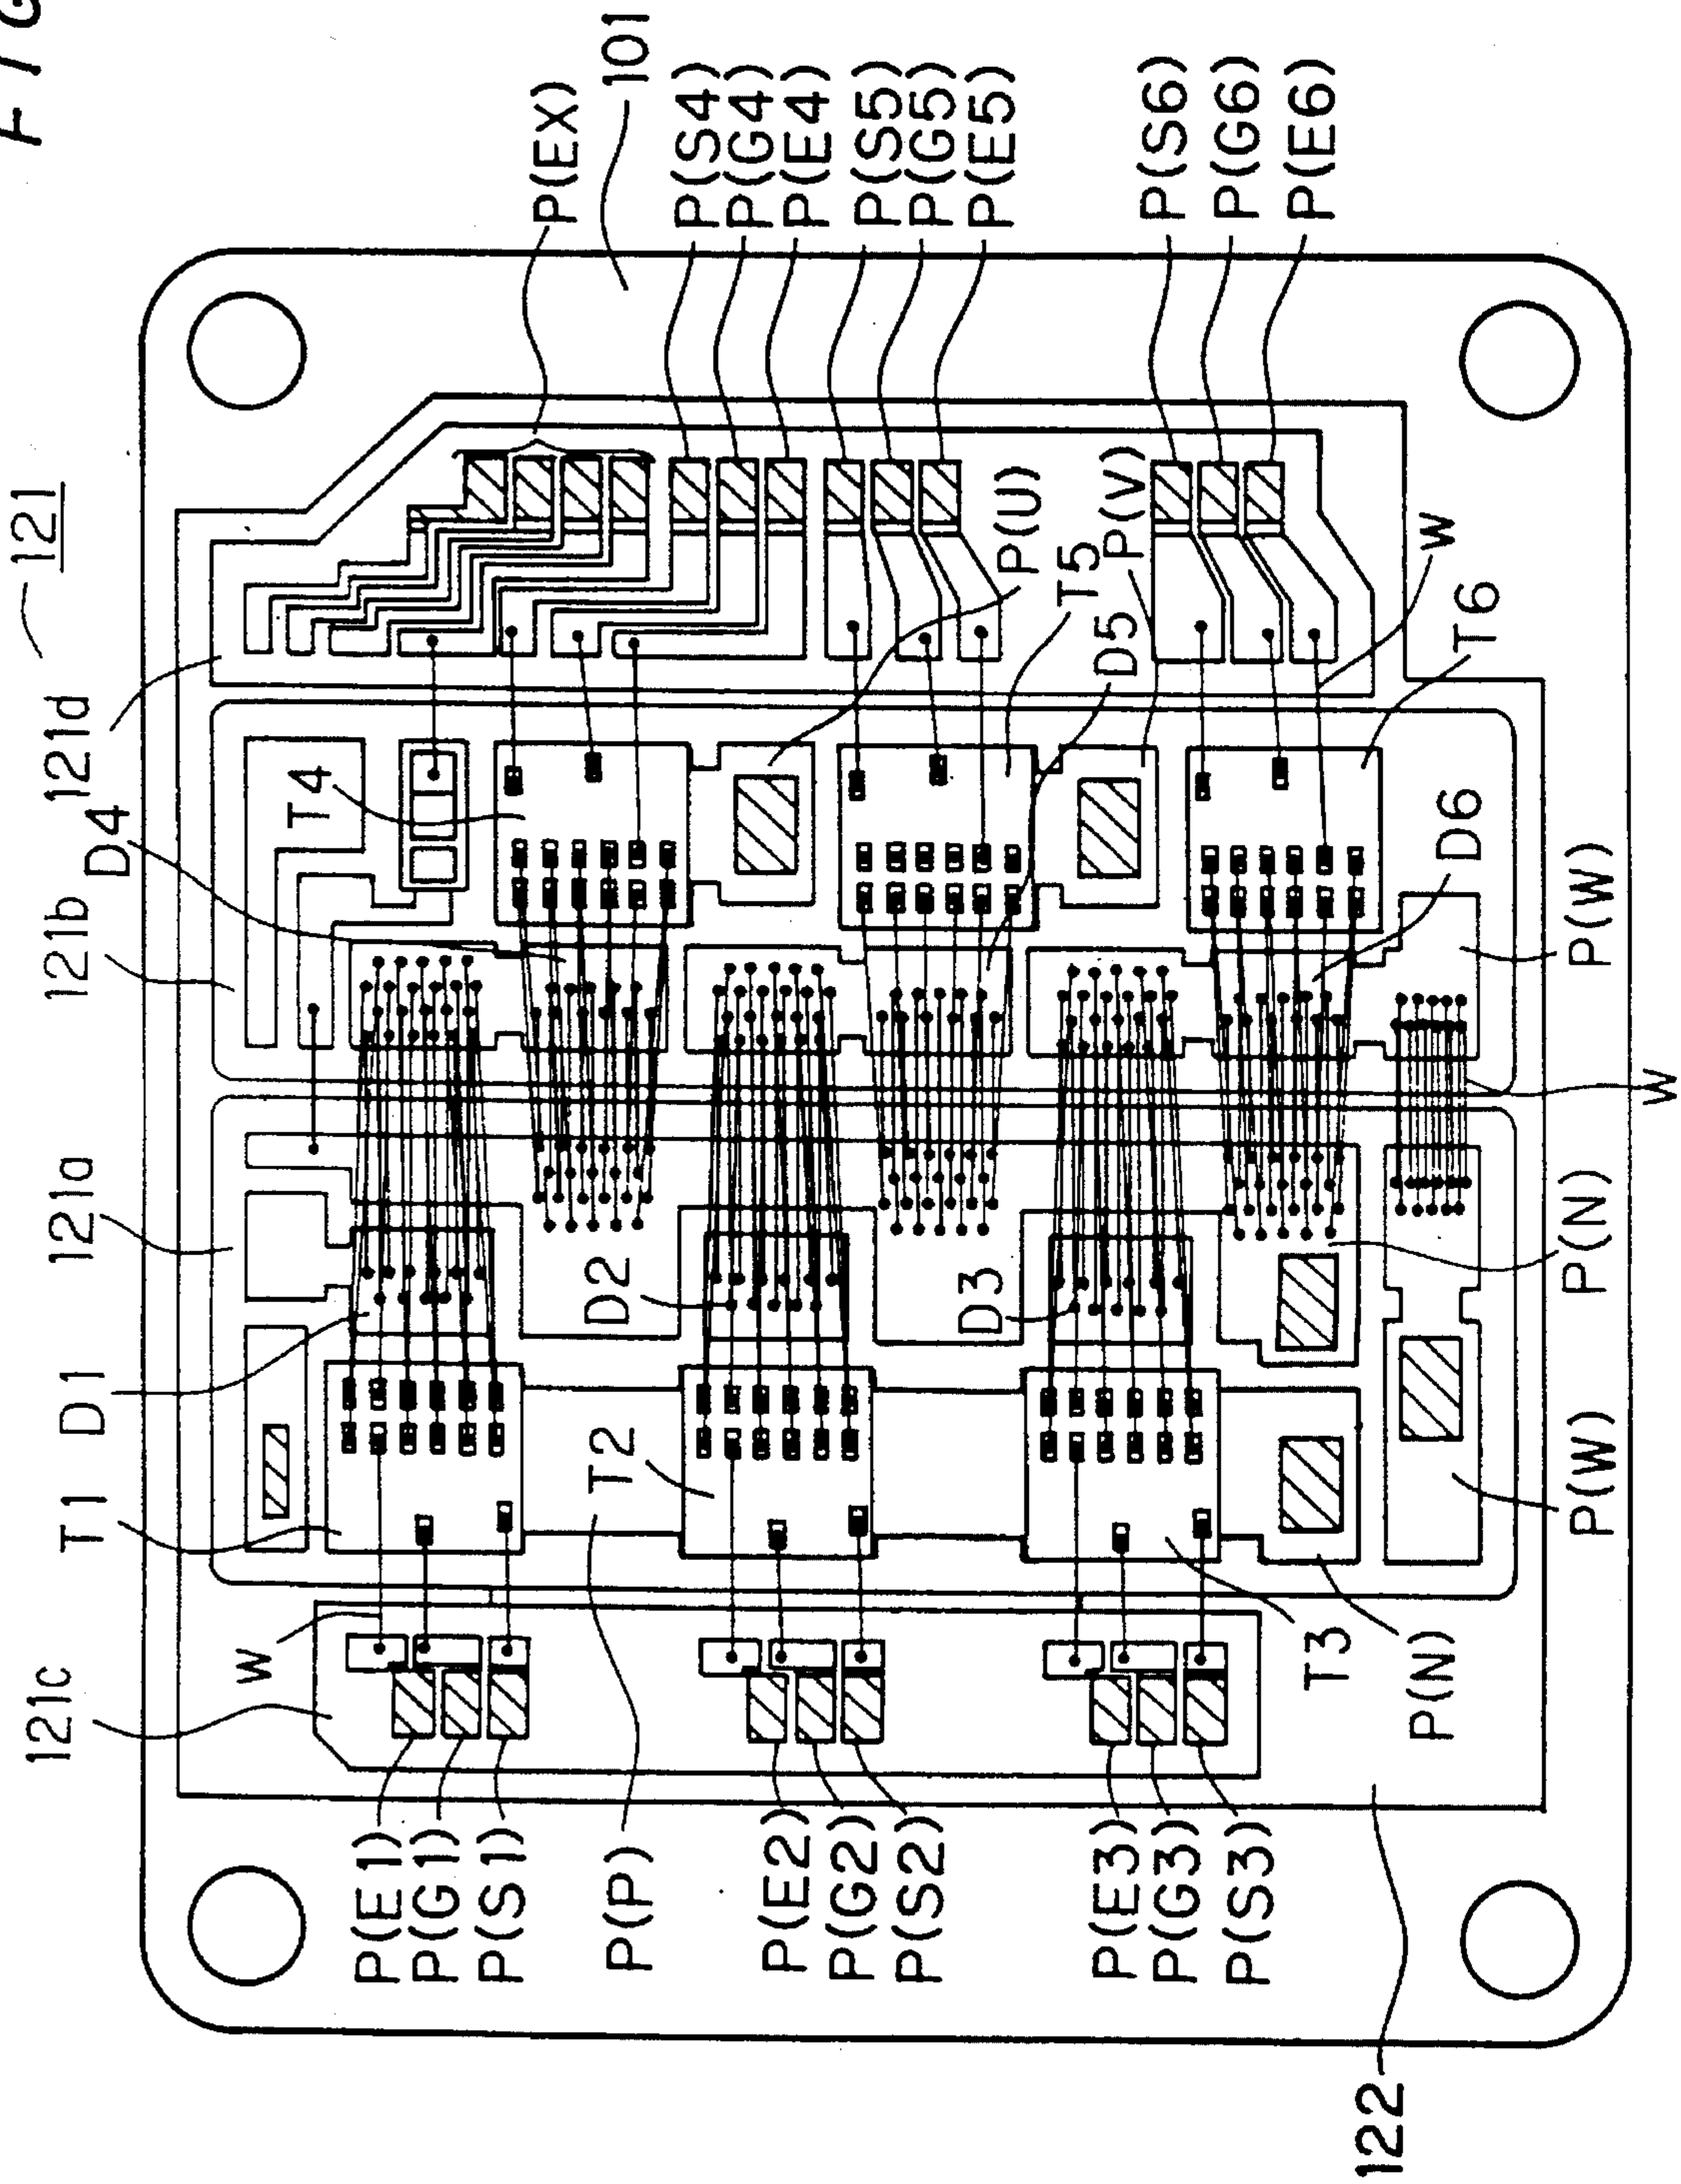 FIG
121
P(EX)
101
P(S4)
P(G4)
P(E4)
P(S5)
P(G5)
P(E5)
P(S6)
P(G6)
P(E6)
121d
T4
P(U)
T5
D5
P(V)
W
T6
D4
121b
D6
P(W)
W
121a
D1
T1
D2
D3
P(N)
T2
P(W)
W
121c
T3
P(N)
P(E1)
P(G1)
P(S1)
P(P)
P(E2)
P(G2)
P(S2)
P(E3)
P(G3)
P(S3)
122